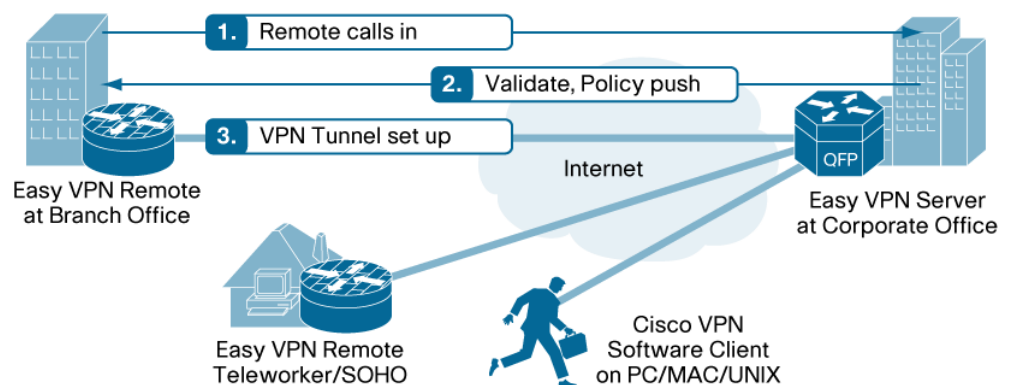 1. Remote calls in
2. Validate, Policy push
3. VPN Tunnel set up
Internet
QFP
Easy VPN Remote
at Branch Office
Easy VPN Server
at Corporate Office
Easy VPN Remote
Teleworker/SOHO
Cisco VPN
Software Client
on PC/MAC/UNIX